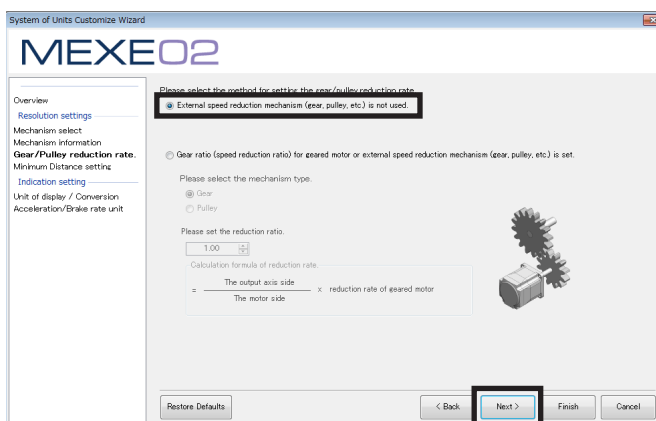 System of Units Customize Wizard
MEXE02
Overview
Resolution settings
Mechanism select
Mechanism information
Gear/Pulley reduction rate.
Minimum Distance setting
Indication setting
Unit of display / Conversion
Acceleration/Brake rate unit
Please select the method for setting the gear/pulley reduction rate
External speed reduction mechanism (gear, pulley, etc.) is not used.
Gear ratio (speed reduction ratio) for geared motor or external speed reduction mechanism (gear, pulley, etc.) is set.
Please select the mechanism type.
Gear
Pulley
Please set the reduction ratio.
1.00
Calculation formula of reduction rate.
= The output axis side / The motor side x reduction rate of geared motor
Restore Defaults
< Back
Next >
Finish
Cancel